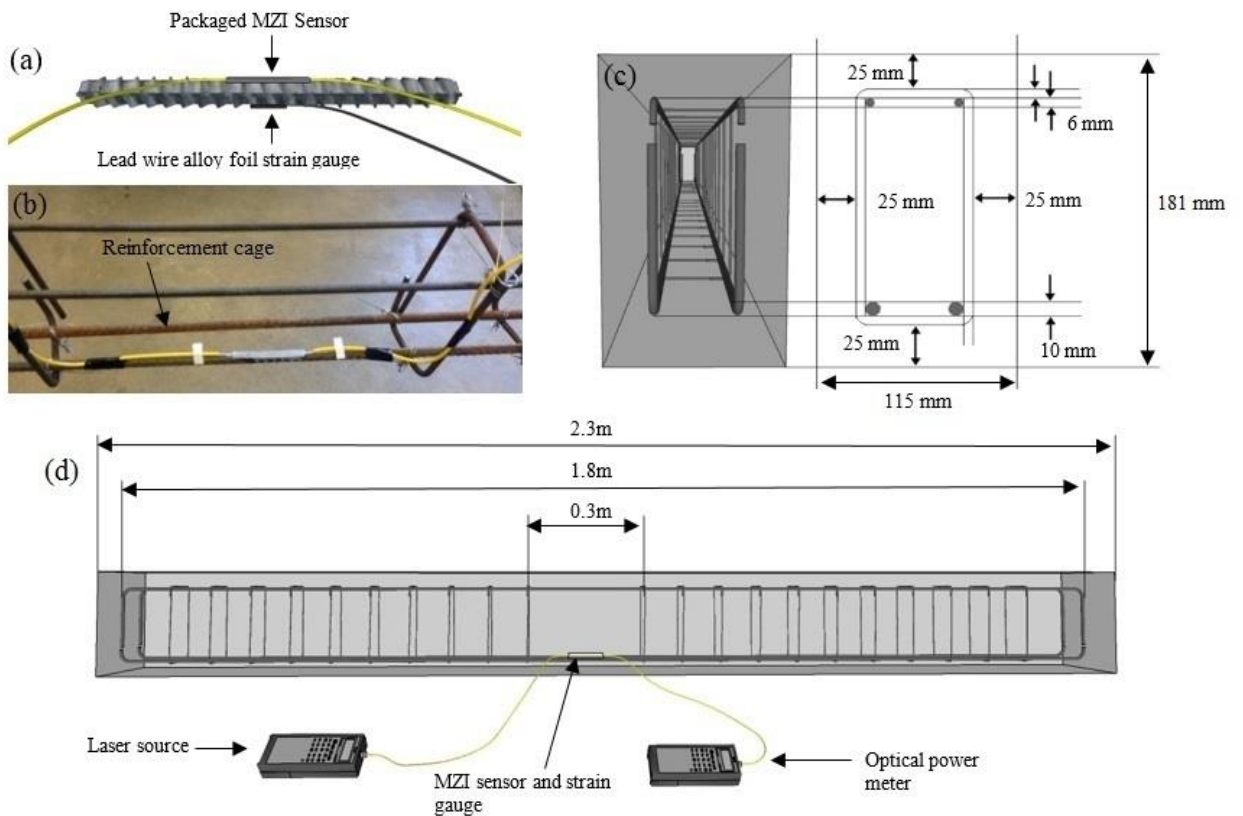 Packaged MZI Sensor
(a)
Lead wire alloy foil strain gauge
(b)
Reinforcement cage
(c)
25 mm
6 mm
25 mm
25 mm
181 mm
25 mm
10 mm
115 mm
2.3m
(d)
1.8m
0.3m
Laser source
MZI sensor and strain
gauge
Optical power
meter